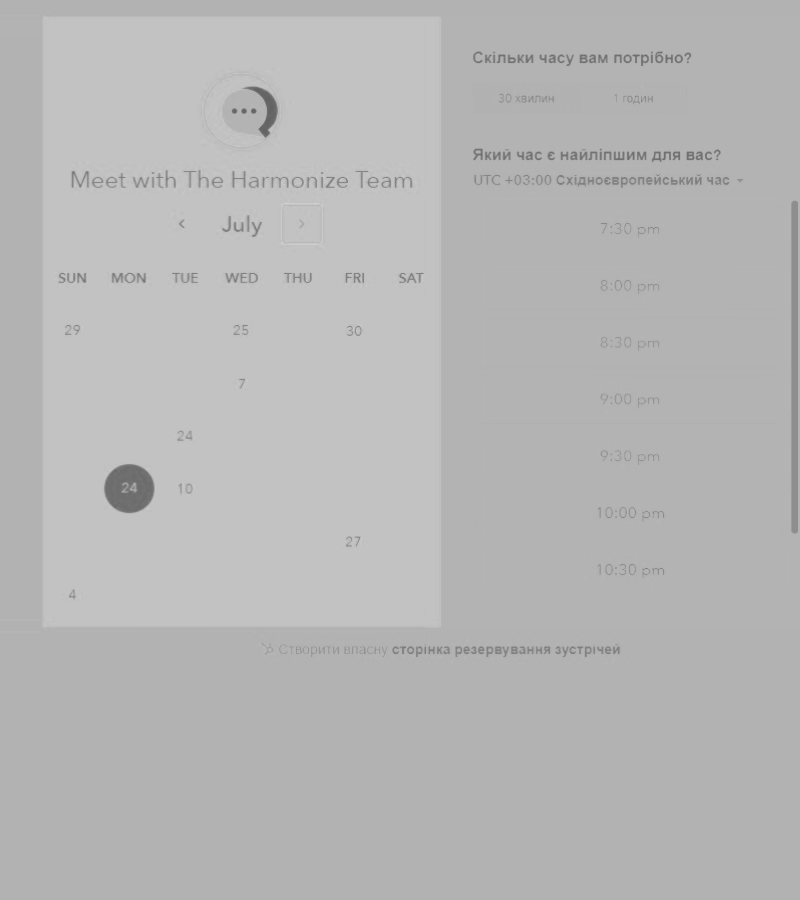 Meet with The Harmonize Team
July
SUN MON TUE WED THU FRI SAT
29 25 30
7
24
24 10
27
4
Скільки часу вам потрібно?
30 хвилин 1 годин
Який час є найліпшим для вас?
UTC +03:00 Східноєвропейський час
7:30 pm
8:00 pm
8:30 pm
9:00 pm
9:30 pm
10:00 pm
10:30 pm
Створити власну сторінка резервування зустрічей